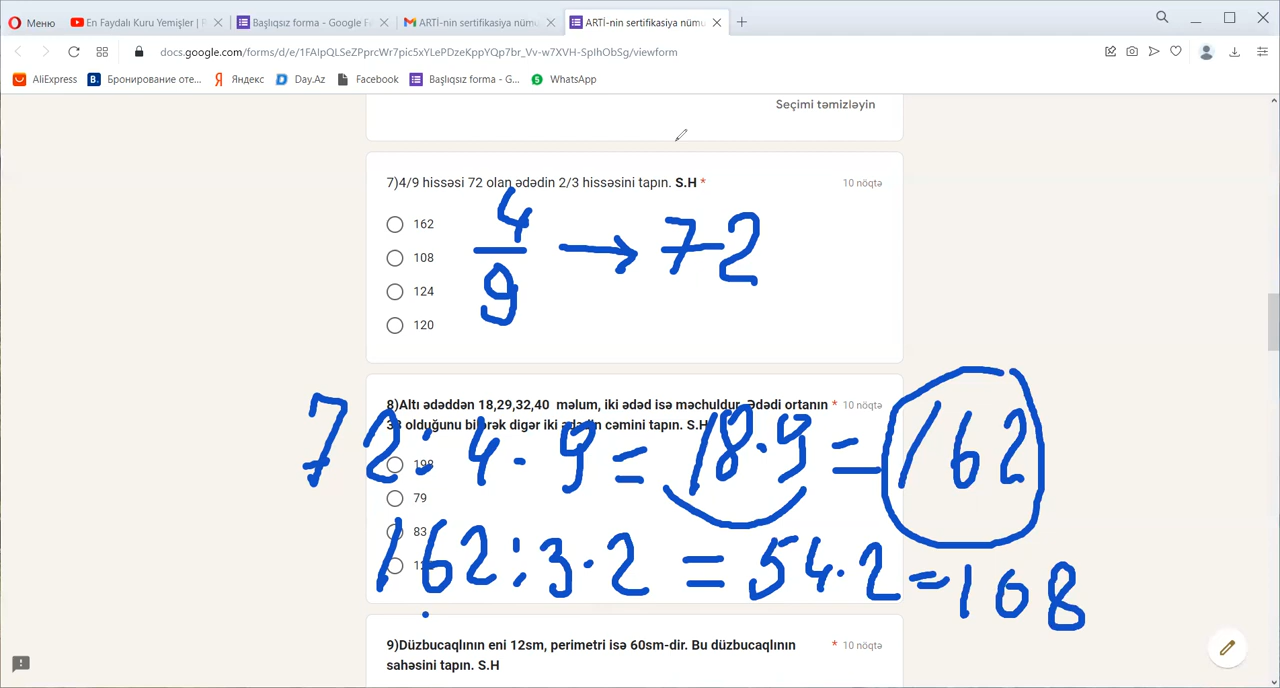 Меню
En Faydalı Kuru Yemişler |
Başlıqsız forma - Google F
ARTİ-nin sertifikasiya nümu
ARTİ-nin sertifikasiya nümu
docs.google.com/forms/d/e/1FAIpQLSeZPprcWr7pic5xYLePDzeKppYQp7br_Vv-w7XVH-SpIhObSg/viewform
AliExpress
Бронирование оте...
Яндекс
Day.Az
Facebook
Başlıqsız forma - G...
WhatsApp
Seçimi təmizləyin
7)4/9 hissəsi 72 olan ədədin 2/3 hissəsini tapın. S.H *
10 nöqtə
162
108
124
120
4/9 → 72
8)Altı ədəddən 18,29,32,40 məlum, iki ədəd isə məchuldur. Ədədi ortanın *
10 nöqtə
olduğunu bilərək digər iki ədədin cəmini tapın. S.H
79
83
72:4·9=18·9=162
162:3·2=54·2=108
9)Düzbucaqlının eni 12sm, perimetri isə 60sm-dir. Bu düzbucaqlının *
10 nöqtə
sahəsini tapın. S.H